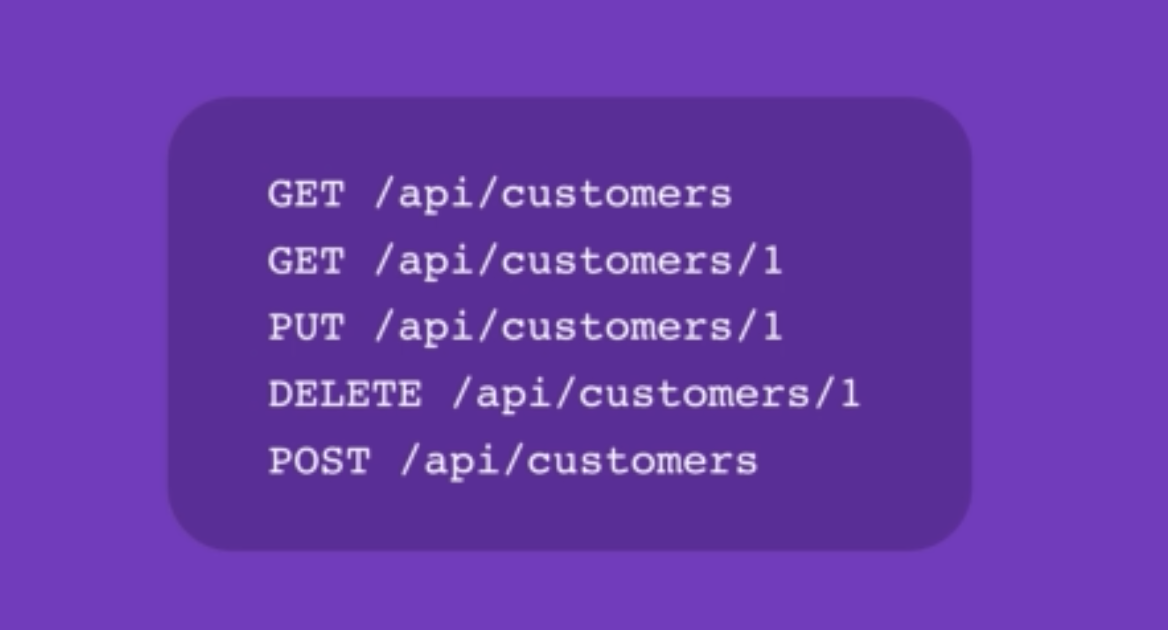 GET /api/customers
GET /api/customers/1
PUT /api/customers/1
DELETE /api/customers/1
POST /api/customers